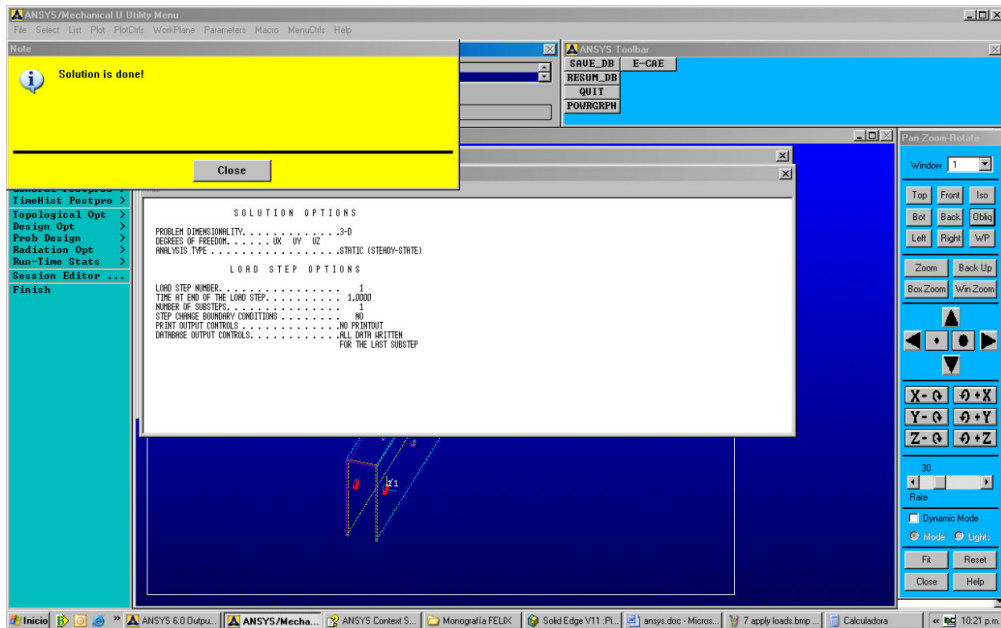 ANSYS/Mechanical U Utility Menu
File Select List Plot PlotCtrls WorkPlane Parameters Macro MenuCtrls Help
Note
Solution is done!
Close
ANSYS Toolbar
SAVE_DB E-CAE
RESUM_DB
QUIT
POWRGRPH
TimeHist Postpro >
Topological Opt >
Design Opt >
Prob Design >
Radiation Opt >
Run-Time Stats >
Session Editor ...
Finish
SOLUTION OPTIONS
PROBLEM DIMENSIONALITY. . . . . . . . . . . . .3-D
DEGREES OF FREEDOM. . . . . . UX UY UZ
ANALYSIS TYPE . . . . . . . . . . . . . . . . .STATIC (STEADY-STATE)
LOAD STEP OPTIONS
LOAD STEP NUMBER. . . . . . . . . . . . . . . . 1
TIME AT END OF THE LOAD STEP. . . . . . . . . . 1.0000
NUMBER OF SUBSTEPS. . . . . . . . . . . . . . . 1
STEP CHANGE BOUNDARY CONDITIONS . . . . . . . . NO
PRINT OUTPUT CONTROLS . . . . . . . . . . . . .NO PRINTOUT
DATABASE OUTPUT CONTROLS. . . . . . . . . . . .ALL DATA WRITTEN
FOR THE LAST SUBSTEP
Pan-Zoom-Rotate
Window 1
Top Front Iso
Bot Back Obliq
Left Right WP
Zoom Back Up
Box Zoom Win Zoom
X- +X
Y- +Y
Z- +Z
30
Rate
Dynamic Mode
Model Lights
Fit Reset
Close Help
Inicio » ANSYS 6.0 Outpu... ANSYS/Mecha... ANSYS Context S... Monografía FELIX Solid Edge V11 :Pi... ansys.doc - Micros... 7 apply loads.bmp ... Calculadora « 10:21 p.m.